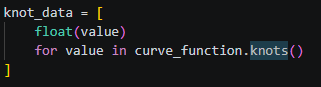 knot_data = [
    float(value)
    for value in curve_function.knots()
]